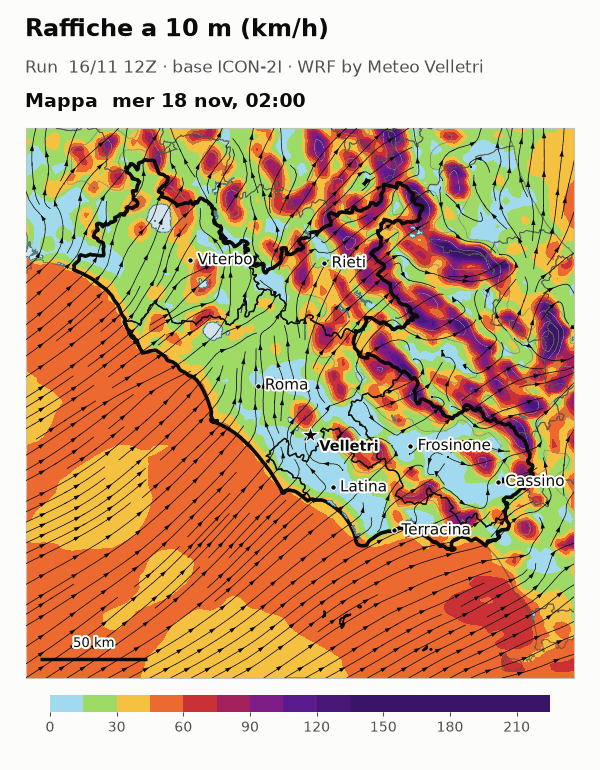 Raffiche a 10 m (km/h)
Run 16/11 12Z · base ICON-2I · WRF by Meteo Velletri
Mappa mer 18 nov, 02:00
Viterbo
Rieti
Roma
Velletri
Frosinone
Latina
Cassino
Terracina
50 km
0 30 60 90 120 150 180 210